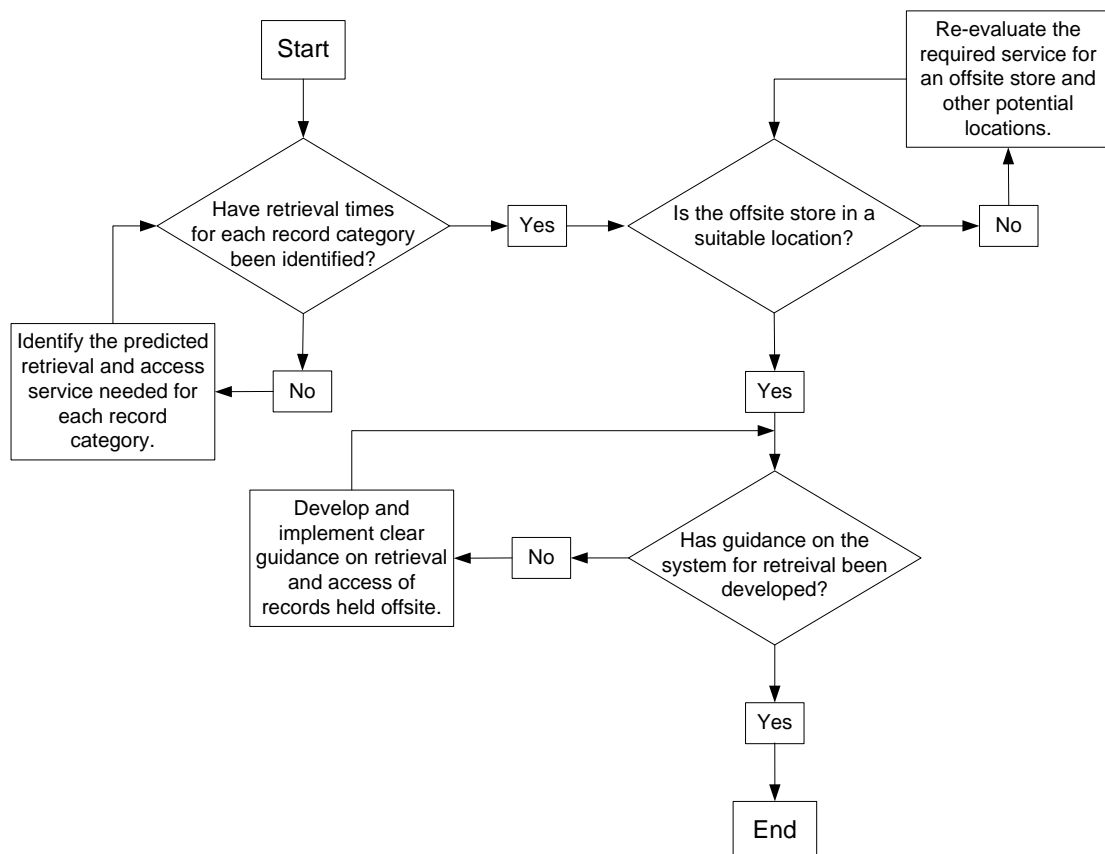 Start
Have retrieval times
for each record category
been identified?
Yes
No
Identify the predicted
retrieval and access
service needed for
each record
category.
Is the offsite store in a
suitable location?
No
Re-evaluate the
required service for
an offsite store and
other potential
locations.
Yes
Has guidance on the
system for retreival been
developed?
No
Develop and
implement clear
guidance on retrieval
and access of
records held offsite.
Yes
End